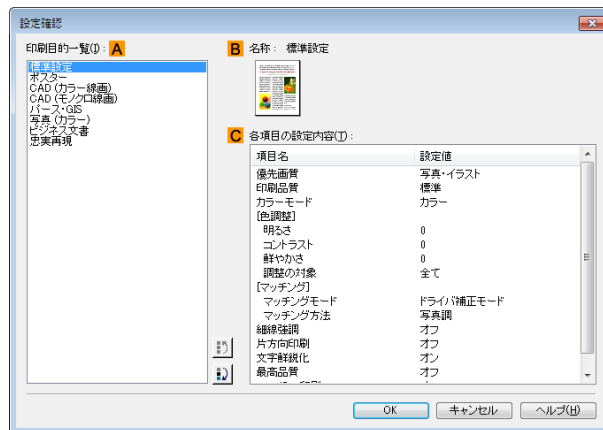 設定確認
印刷目的一覧(I): A
標準設定
ポスター
CAD (カラー線画)
CAD (モノクロ線画)
パース・GIS
写真 (カラー)
ビジネス文書
忠実再現
B 名称: 標準設定
C 各項目の設定内容(T):
項目名 設定値
優先画質 写真・イラスト
印刷品質 標準
カラーモード カラー
[色調整]
明るさ 0
コントラスト 0
鮮やかさ 0
調整の対象 全て
[マッチング]
マッチングモード ドライバ補正モード
マッチング方法 写真調
細線強調 オフ
片方向印刷 オフ
文字鮮鋭化 オン
最高品質 オフ
OK キャンセル ヘルプ(H)